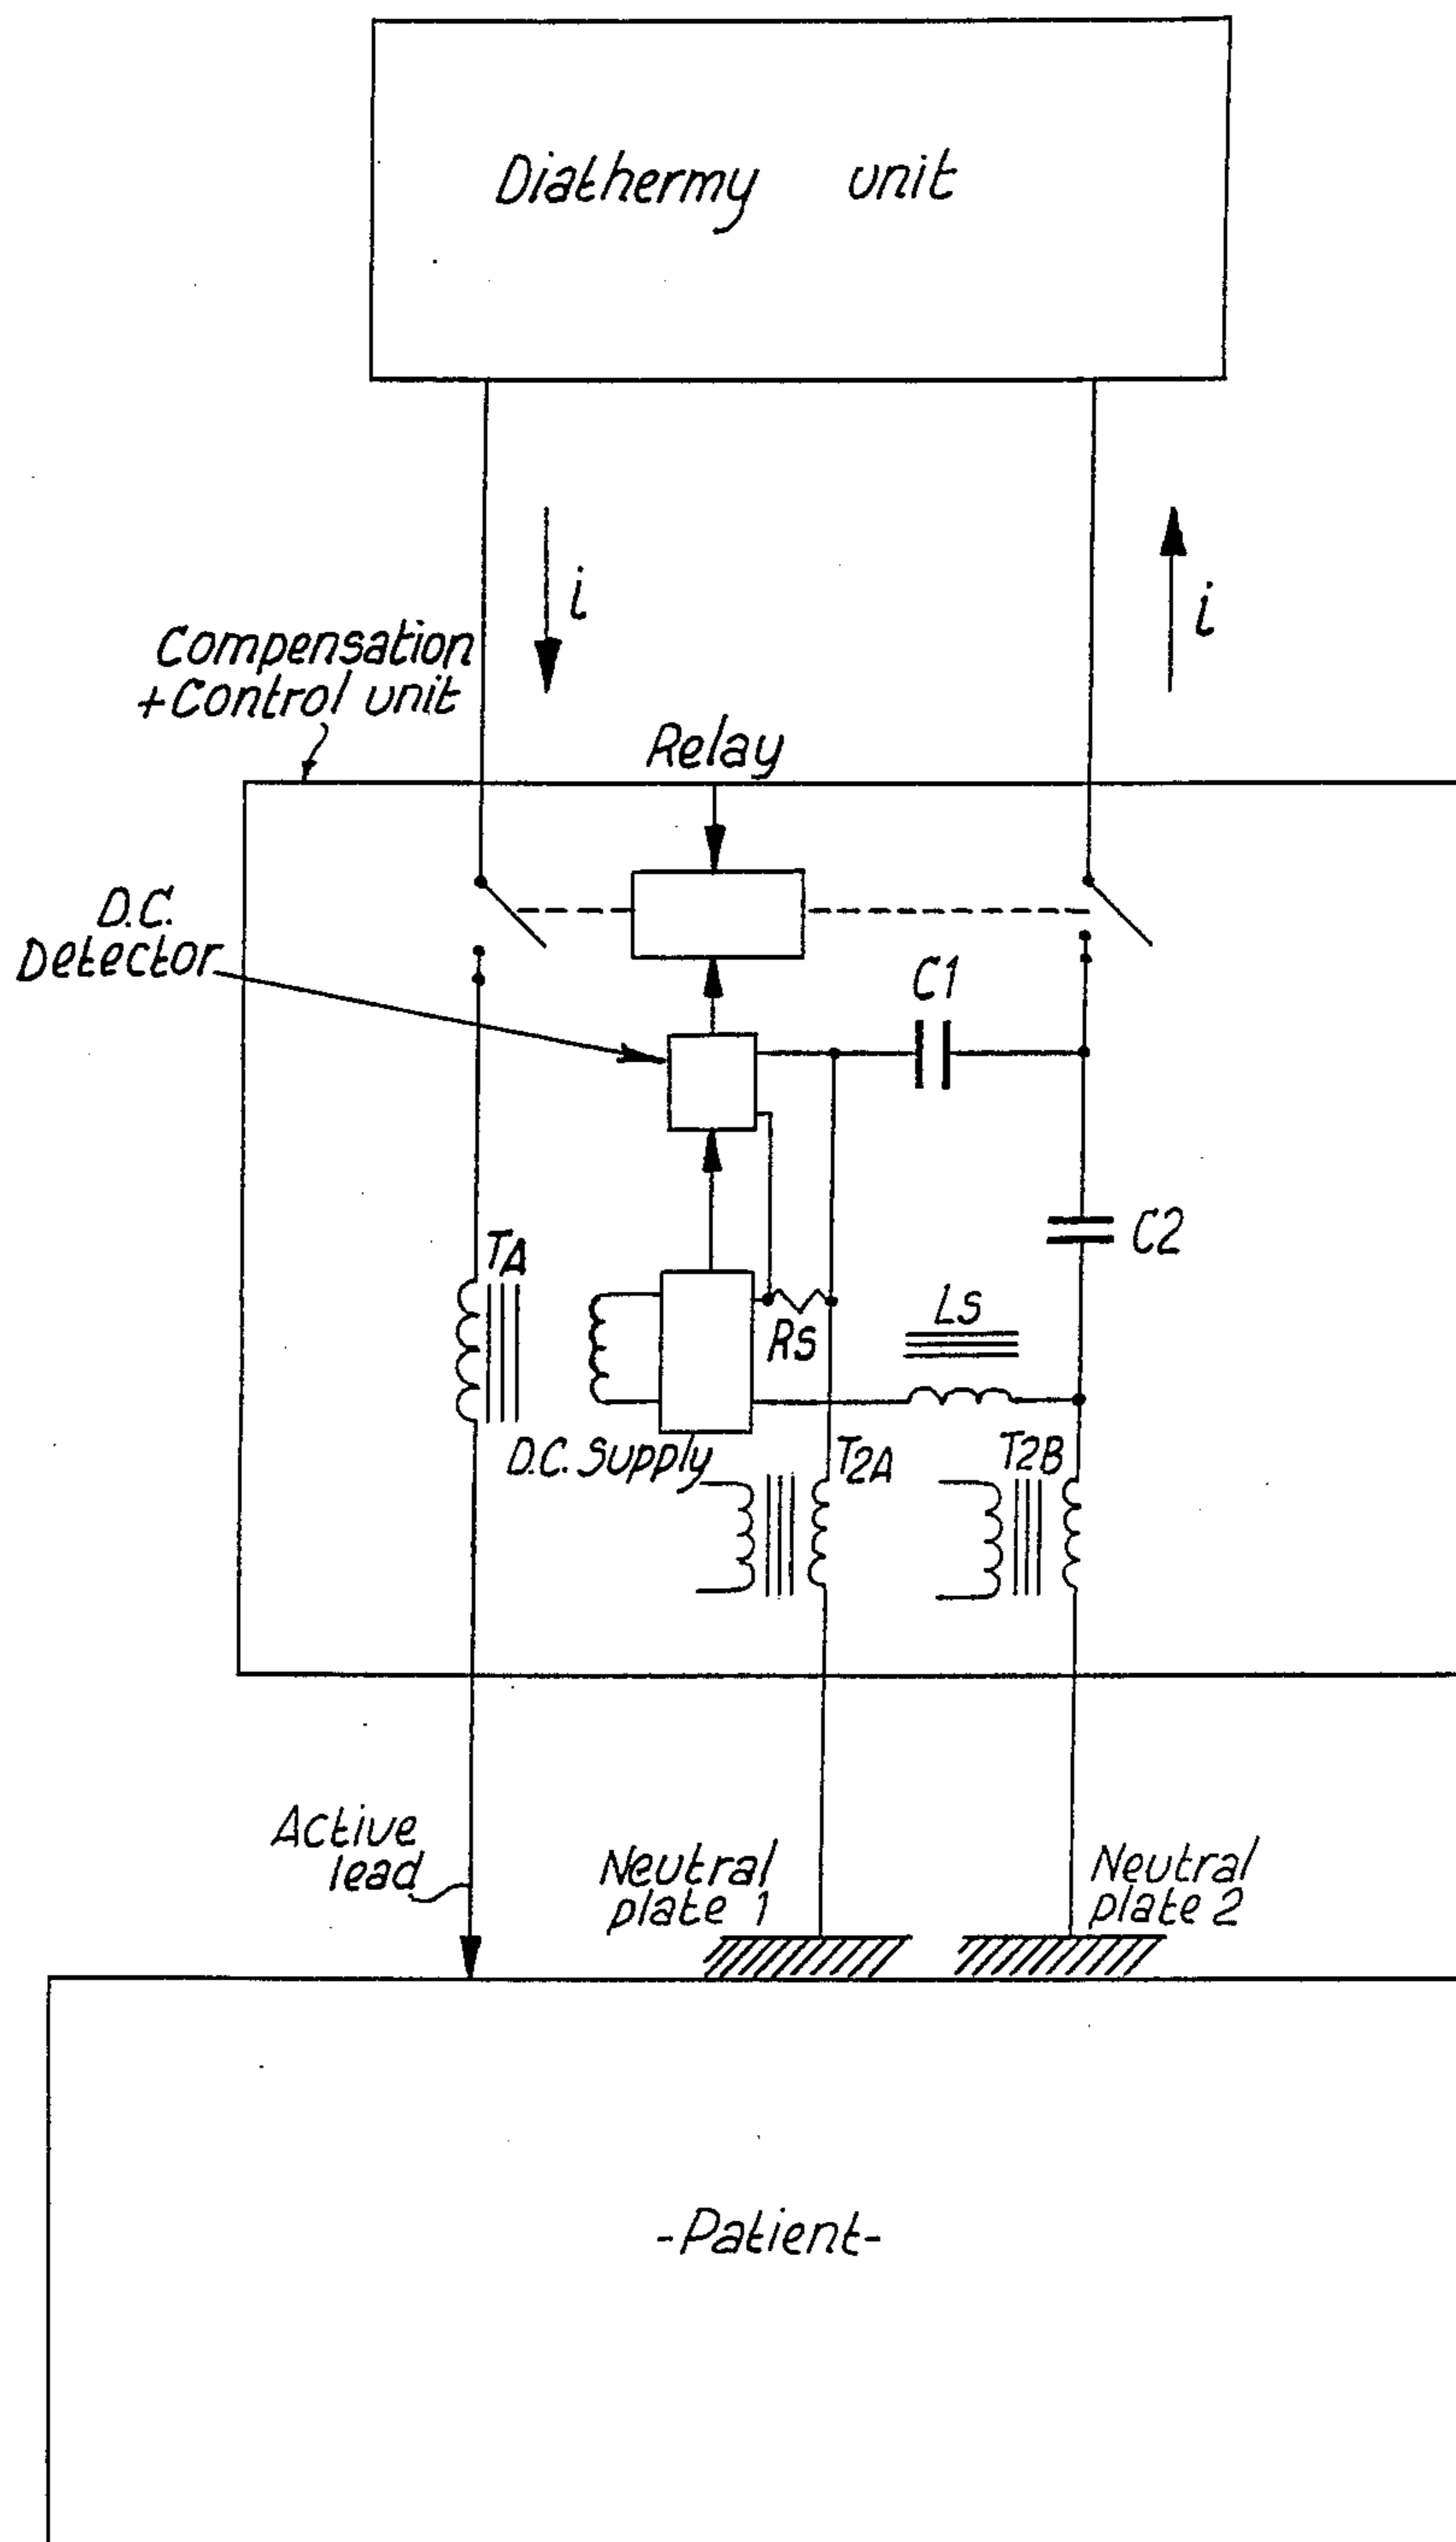 Diathermy unit
i
i
Compensation
+Control unit
Relay
D.C.
Detector
C1
C2
TA
Rs
Ls
D.C. Supply
T2A
T2B
Active
lead
Neutral
plate 1
Neutral
plate 2
-Patient-